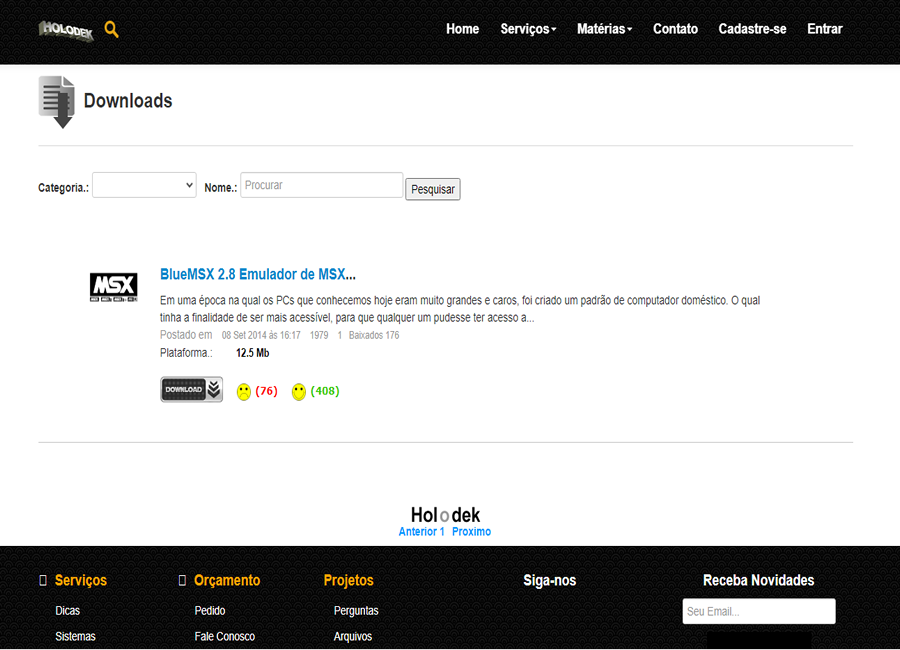 HOLODEK
Home Serviços Matérias Contato Cadastre-se Entrar
Downloads
Categoria.: Nome.: Procurar Pesquisar
MSX
BlueMSX 2.8 Emulador de MSX...
Em uma época na qual os PCs que conhecemos hoje eram muito grandes e caros, foi criado um padrão de computador doméstico. O qual
tinha a finalidade de ser mais acessível, para que qualquer um pudesse ter acesso a...
Postado em 08 Set 2014 ás 16:17 1979 1 Baixados 176
Plataforma.: 12.5 Mb
DOWNLOAD (76) (408)
Holodek
Anterior 1 Proximo
Serviços Orçamento Projetos Siga-nos Receba Novidades
Dicas Pedido Perguntas Seu Email...
Sistemas Fale Conosco Arquivos